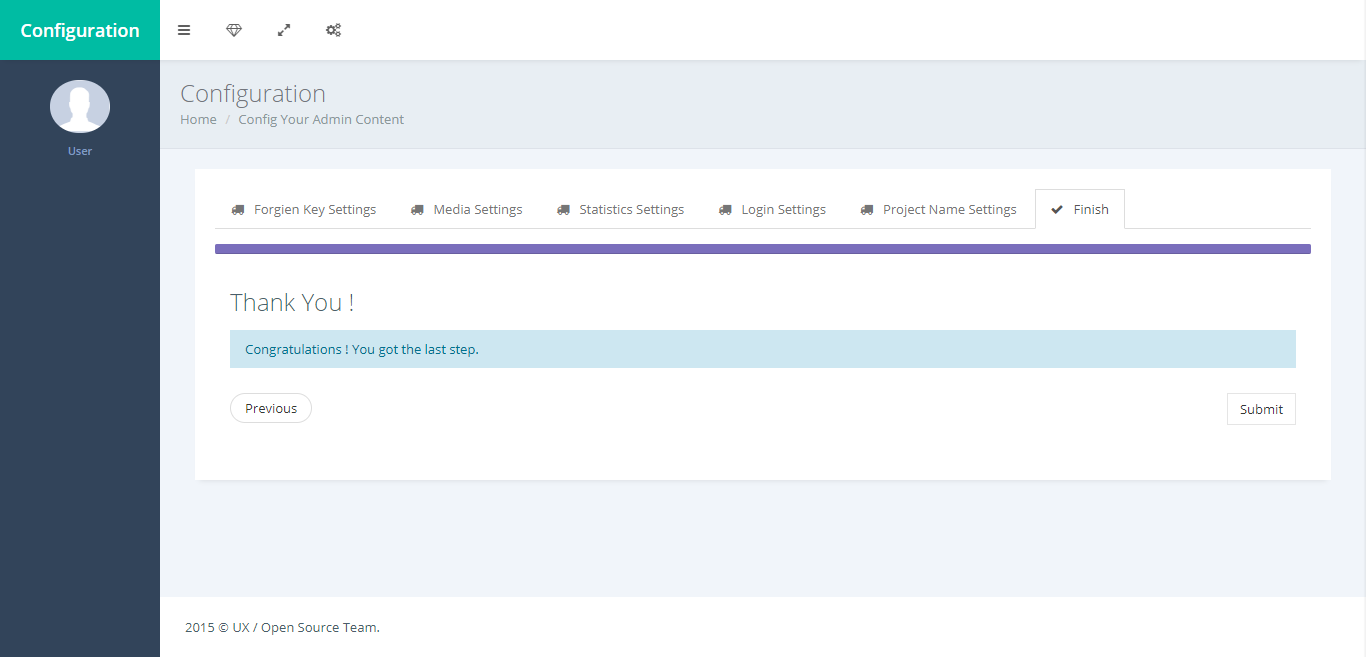 Configuration
User
Configuration
Home / Config Your Admin Content
Forgien Key Settings Media Settings Statistics Settings Login Settings Project Name Settings Finish
Thank You !
Congratulations ! You got the last step.
Previous Submit
2015 © UX / Open Source Team.